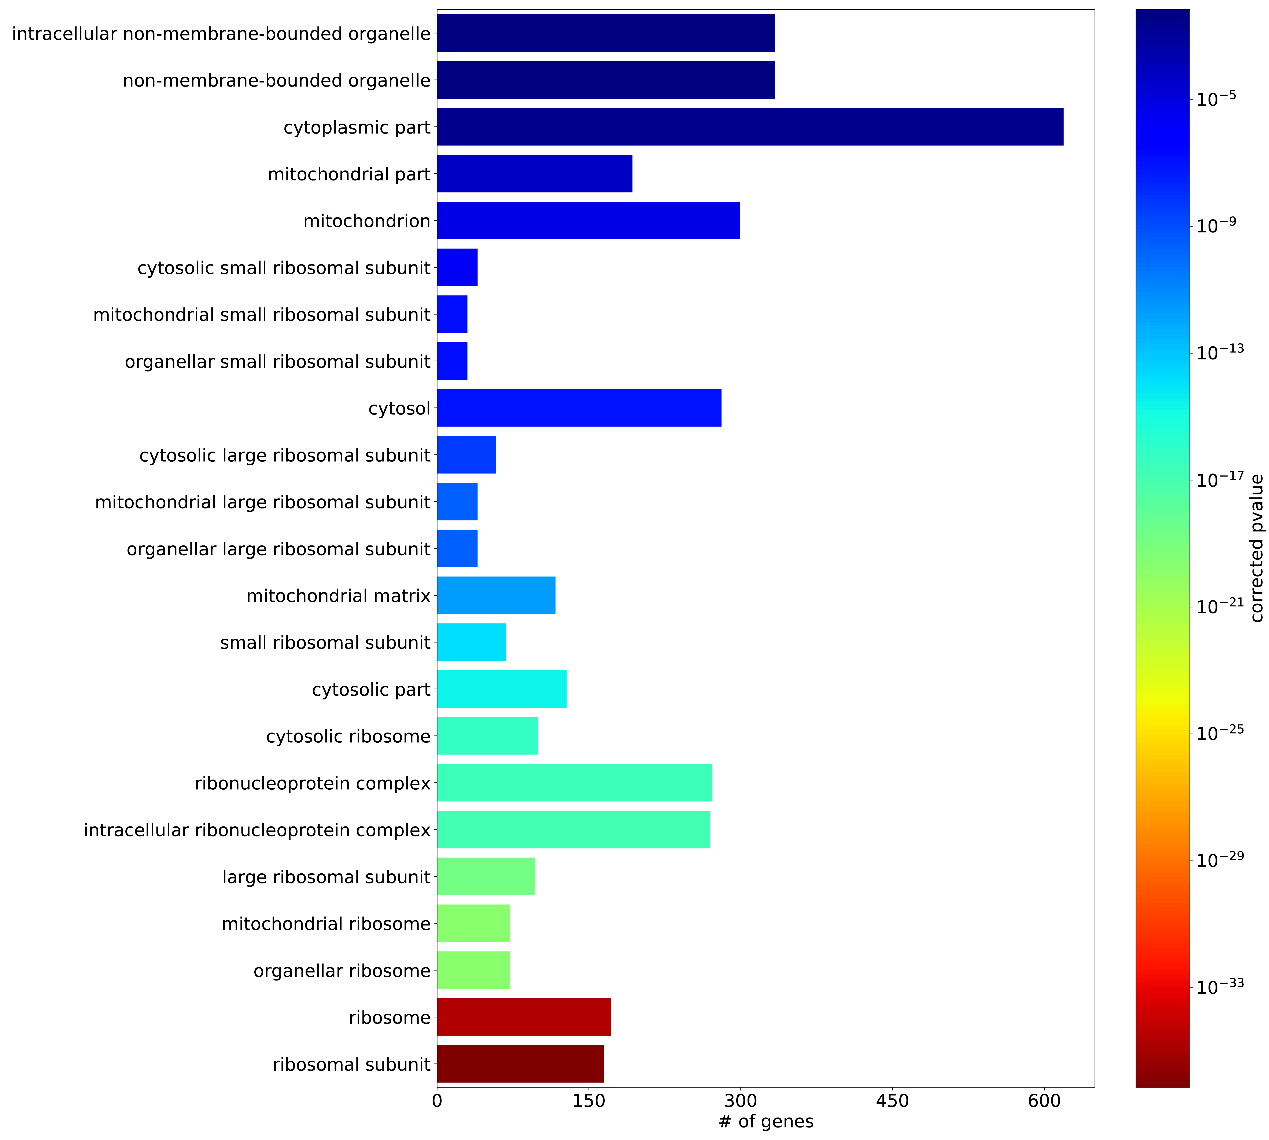 intracellular non-membrane-bounded organelle
non-membrane-bounded organelle
cytoplasmic part
mitochondrial part
mitochondrion
cytosolic small ribosomal subunit
mitochondrial small ribosomal subunit
organellar small ribosomal subunit
cytosol
cytosolic large ribosomal subunit
mitochondrial large ribosomal subunit
organellar large ribosomal subunit
mitochondrial matrix
small ribosomal subunit
cytosolic part
cytosolic ribosome
ribonucleoprotein complex
intracellular ribonucleoprotein complex
large ribosomal subunit
mitochondrial ribosome
organellar ribosome
ribosome
ribosomal subunit
0 150 300 450 600
# of genes
10⁻⁵
10⁻⁹
10⁻¹³
10⁻¹⁷
10⁻²¹
10⁻²⁵
10⁻²⁹
10⁻³³
corrected pvalue